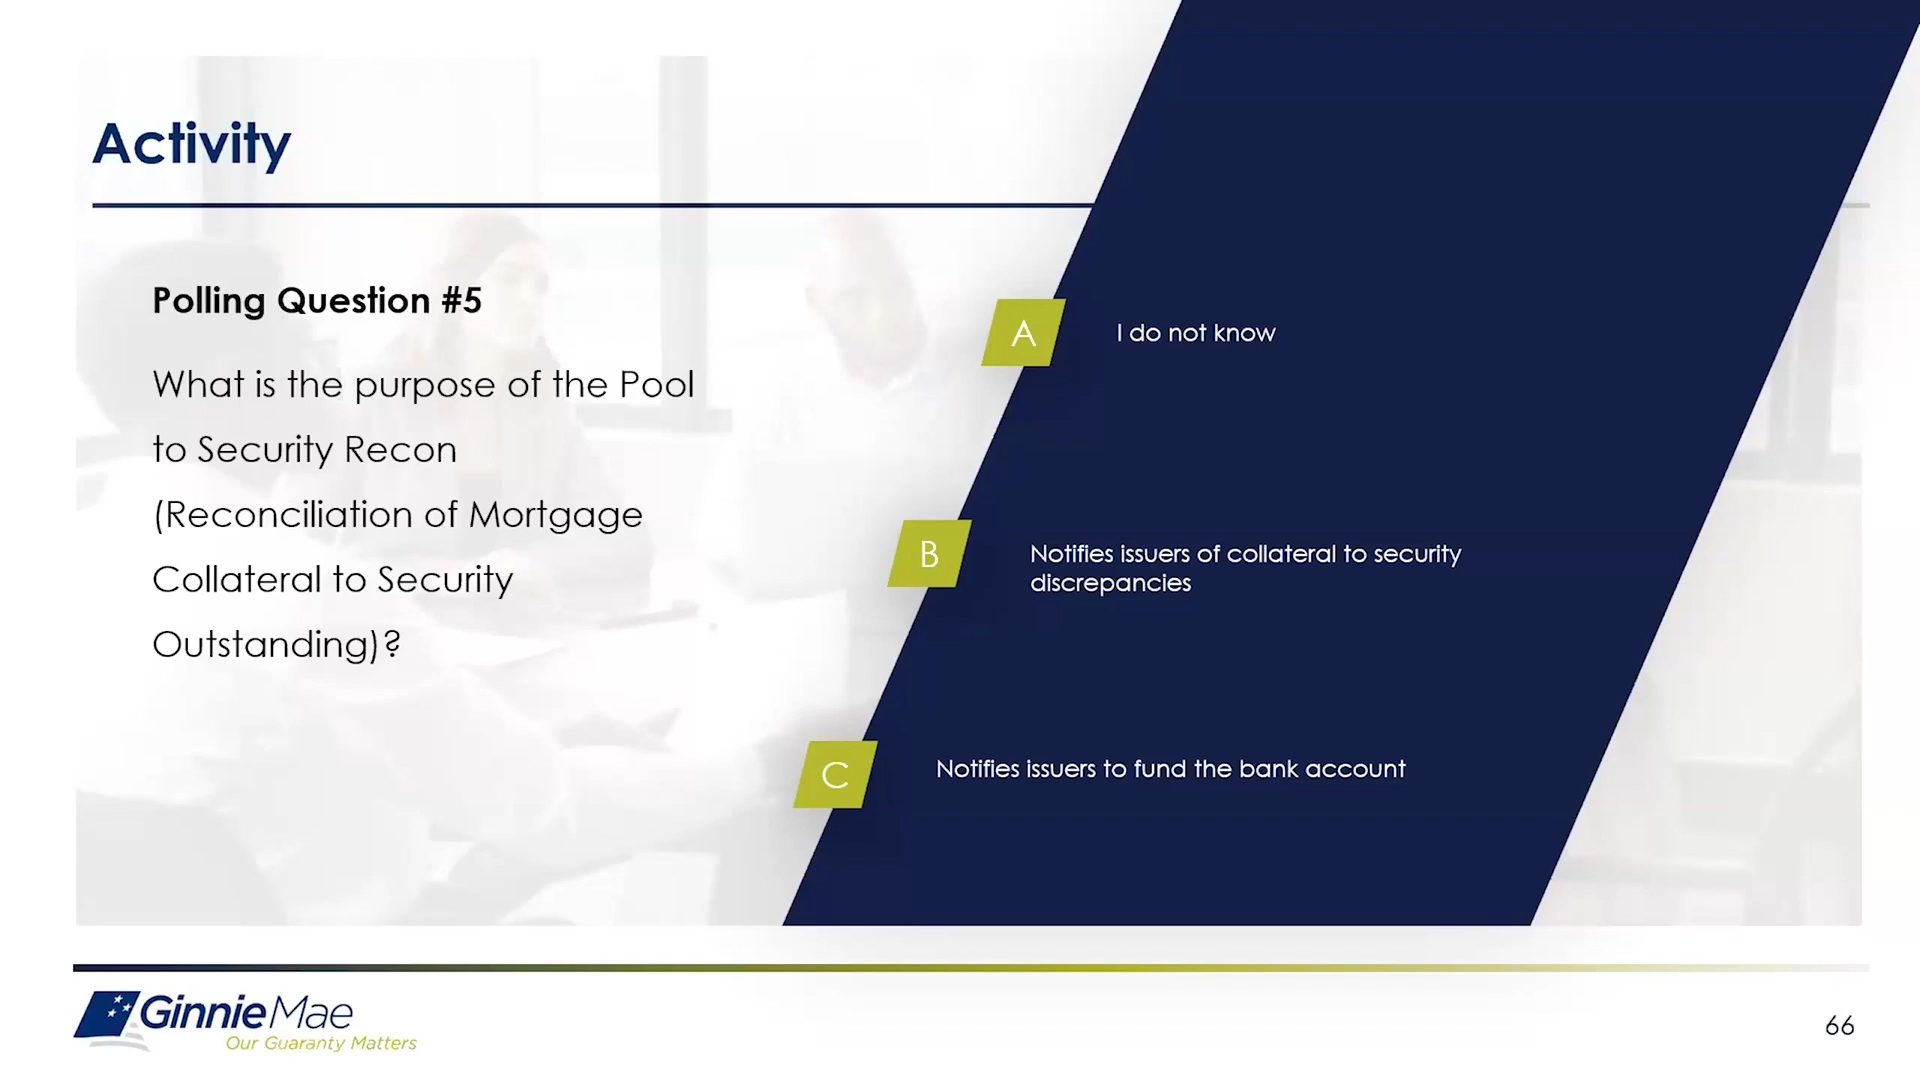 Activity
Polling Question #5
What is the purpose of the Pool
to Security Recon
(Reconciliation of Mortgage
Collateral to Security
Outstanding)?
A
I do not know
B
Notifies issuers of collateral to security
discrepancies
C
Notifies issuers to fund the bank account
GinnieMae
Our Guaranty Matters
66